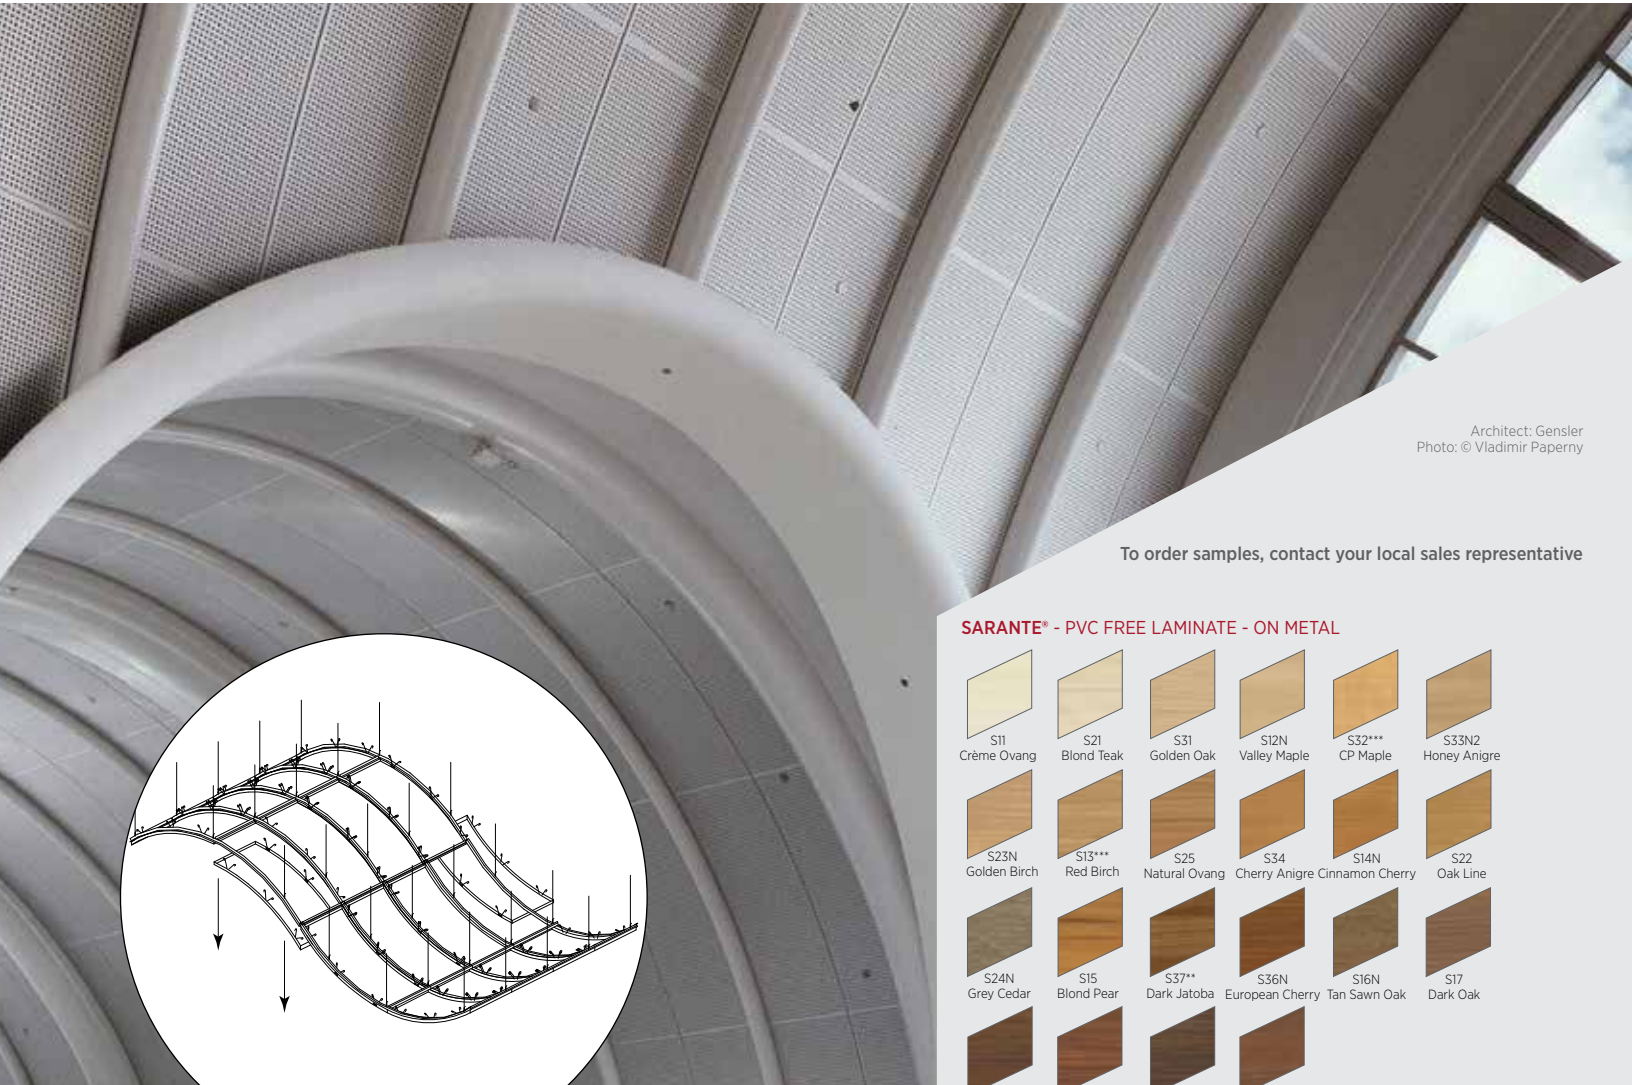 Architect: Gensler
Photo: © Vladimir Paperny
To order samples, contact your local sales representative
SARANTE® - PVC FREE LAMINATE - ON METAL
S11
Crème Ovang
S21
Blond Teak
S31
Golden Oak
S12N
Valley Maple
S32***
CP Maple
S33N2
Honey Anigre
S23N
Golden Birch
S13***
Red Birch
S25
Natural Ovang
S34
Cherry Anigre
S14N
Cinnamon Cherry
S22
Oak Line
S24N
Grey Cedar
S15
Blond Pear
S37**
Dark Jatoba
S36N
European Cherry
S16N
Tan Sawn Oak
S17
Dark Oak